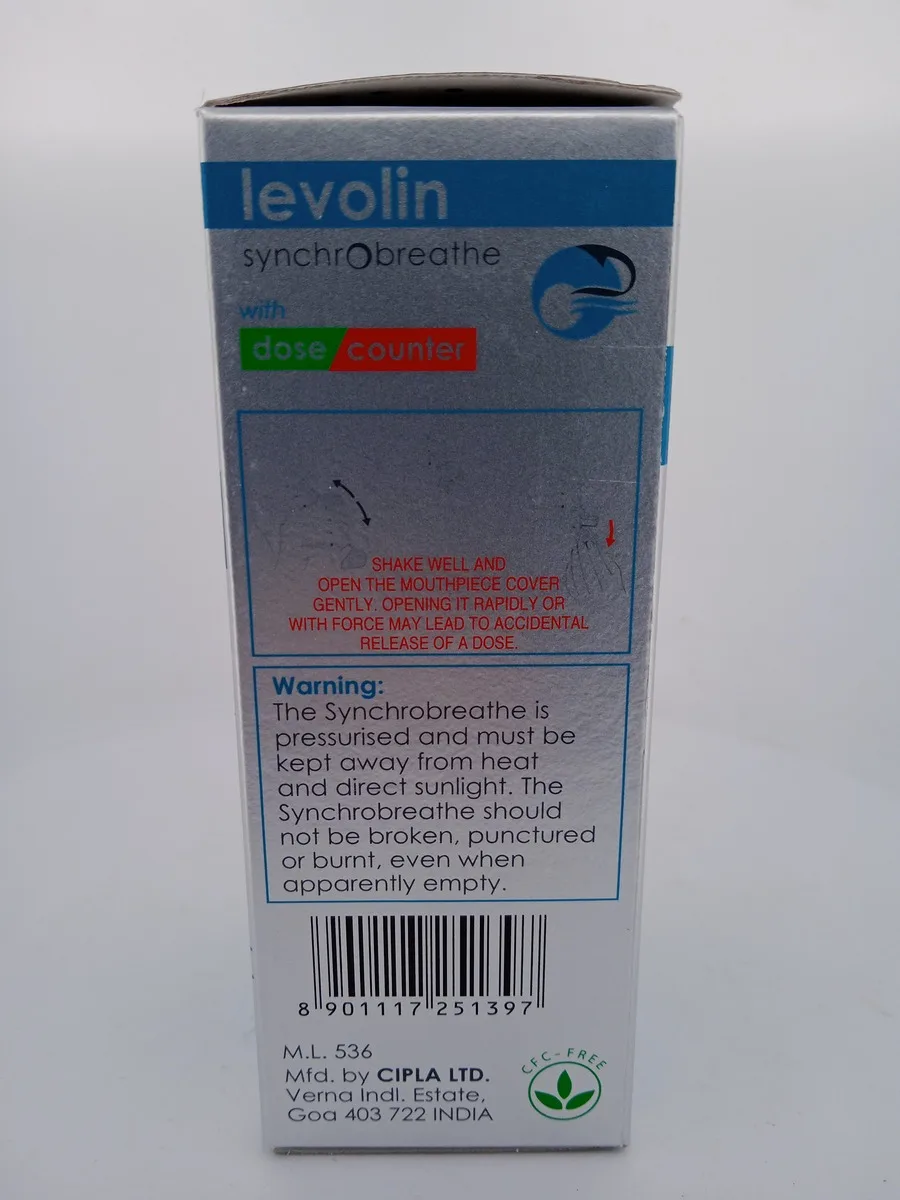 levolin
synchrobreathe
with
dose counter
SHAKE WELL AND
OPEN THE MOUTHPIECE COVER
GENTLY. OPENING IT RAPIDLY OR
WITH FORCE MAY LEAD TO ACCIDENTAL
RELEASE OF A DOSE.
Warning:
The Synchrobreathe is
pressurised and must be
kept away from heat
and direct sunlight. The
Synchrobreathe should
not be broken, punctured
or burnt, even when
apparently empty.
8 901117 251397
M.L. 536
Mfd. by CIPLA LTD.
Verna Indl. Estate,
Goa 403 722 INDIA
CFC-FREE